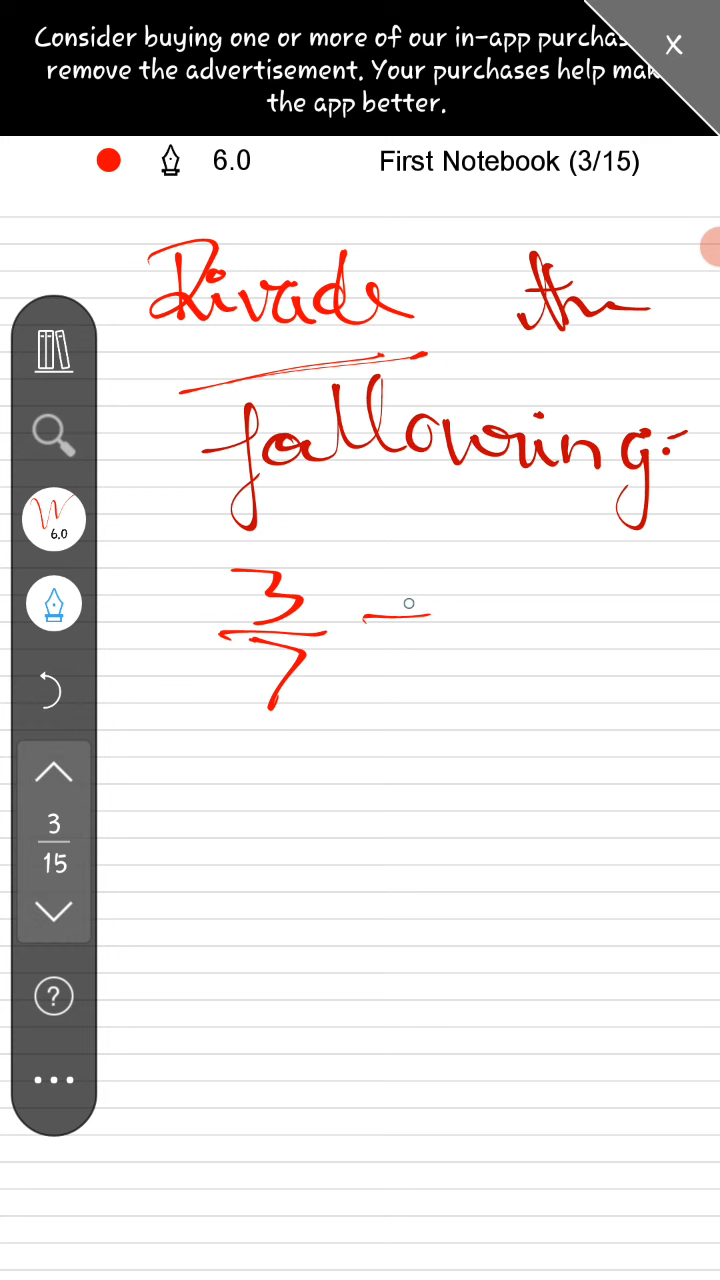 Consider buying one or more of our in-app purchas
remove the advertisement. Your purchases help mak
the app better.
X
6.0
First Notebook (3/15)
Divade the
following:-
3
7
—
W
6.0
3
15
?